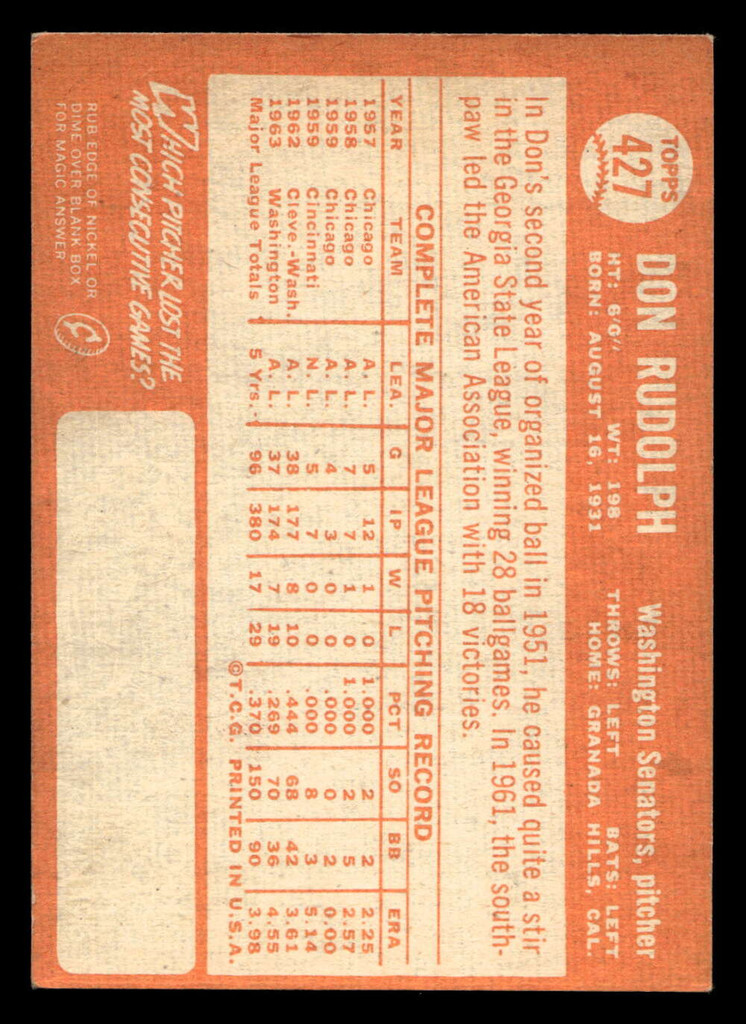 TOPPS
427
DON RUDOLPH
Washington Senators, pitcher
HT: 6'0" WT: 198 THROWS: LEFT BATS: LEFT
BORN: AUGUST 16, 1931 HOME: GRANADA HILLS, CAL.
In Don's second year of organized ball in 1951, he caused quite a stir
in the Georgia State League, winning 28 ballgames. In 1961, the south-
paw led the American Association with 18 victories.
COMPLETE MAJOR LEAGUE PITCHING RECORD
YEAR TEAM LEA G IP W L PCT SO BB ERA
1957 Chicago A. L. 5 12 1 0 1.000 2 2 2.25
1958 Chicago A. L. 7 7 1 0 1.000 2 5 2.57
1959 Chicago A. L. 4 3 0 0 .000 0 2 0.00
1959 Cincinnati N. L. 5 7 0 0 .000 8 3 5.14
1962 Cleve.-Wash. A. L. 38 177 8 10 .444 68 42 3.61
1963 Washington A. L. 37 174 7 19 .269 70 36 4.55
Major League Totals 5 Yrs. 96 380 17 29 .370 150 90 3.98
©T.C.G. PRINTED IN U.S.A.
WHICH PITCHER LOST THE
MOST CONSECUTIVE GAMES?
RUB EDGE OF NICKEL OR
DIME OVER BLANK BOX
FOR MAGIC ANSWER